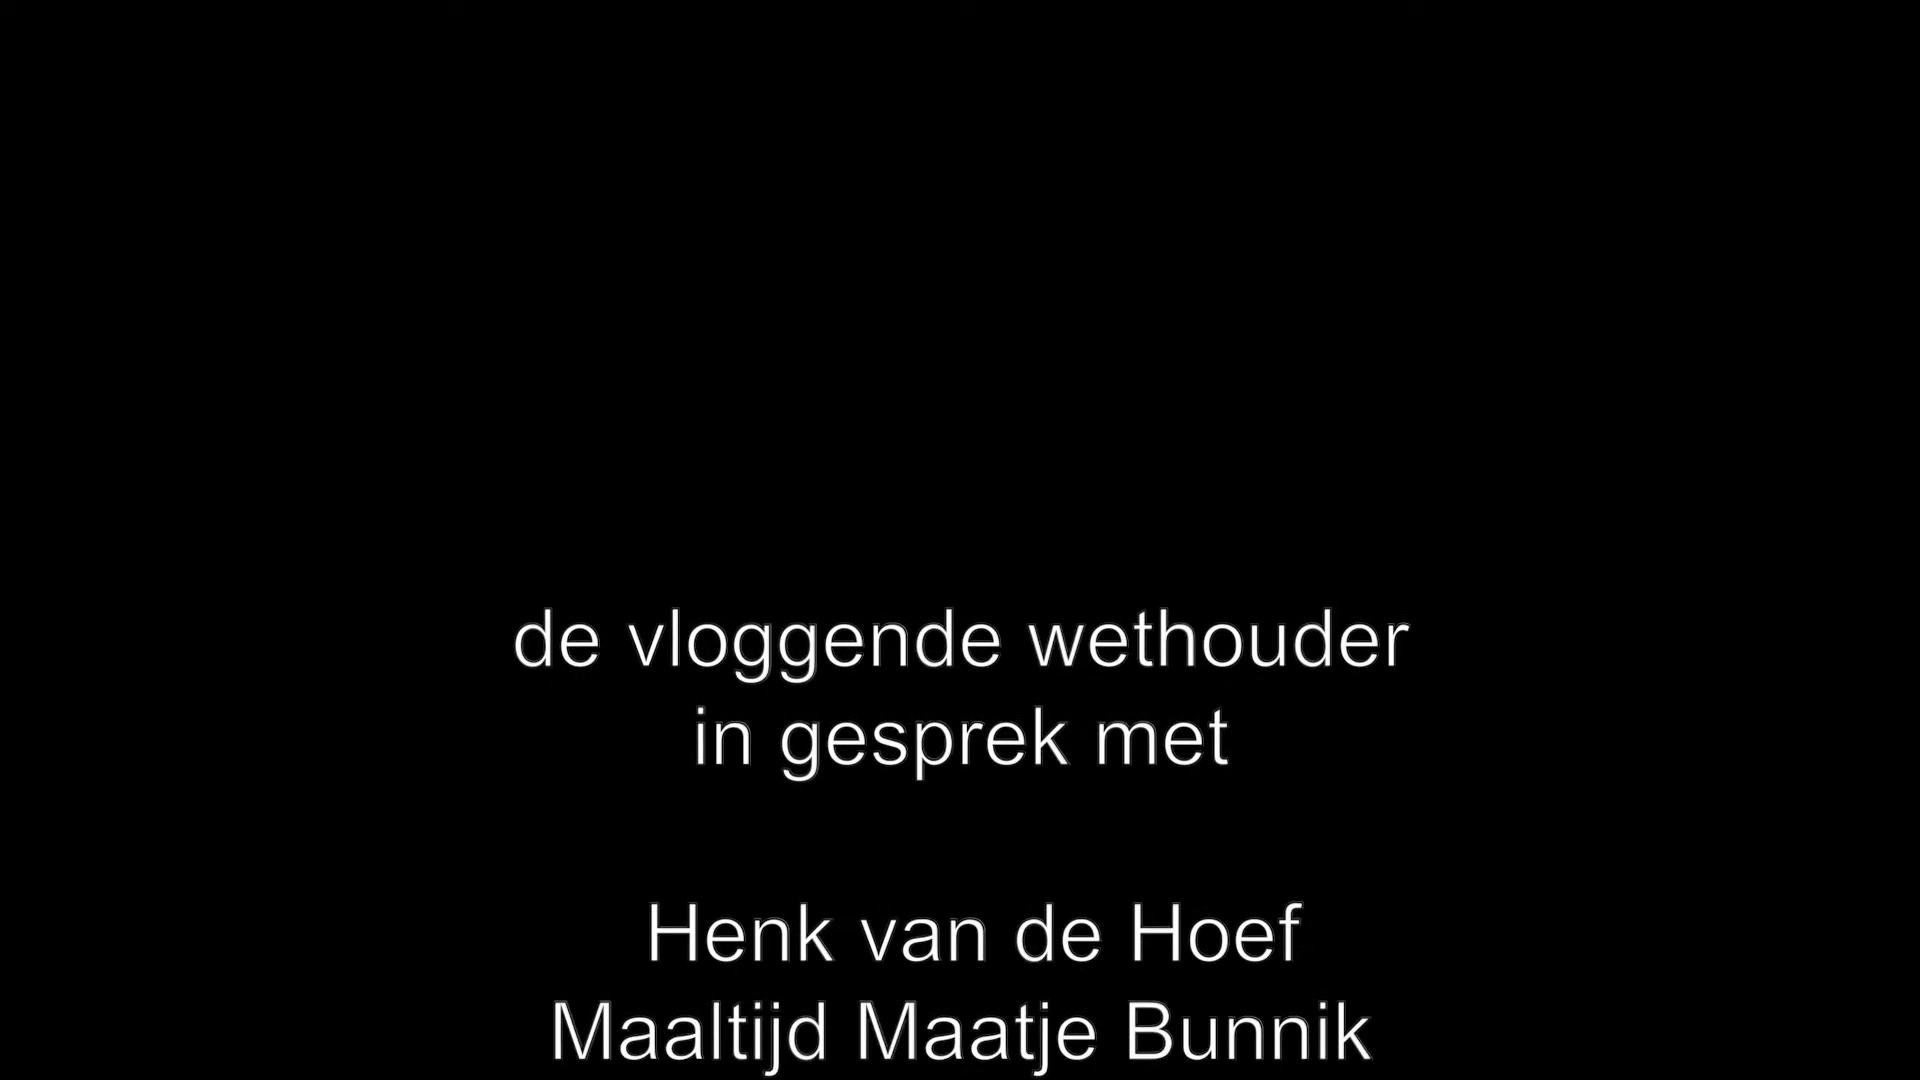 de vloggende wethouder
in gesprek met
Henk van de Hoef
Maaltijd Maatje Bunnik